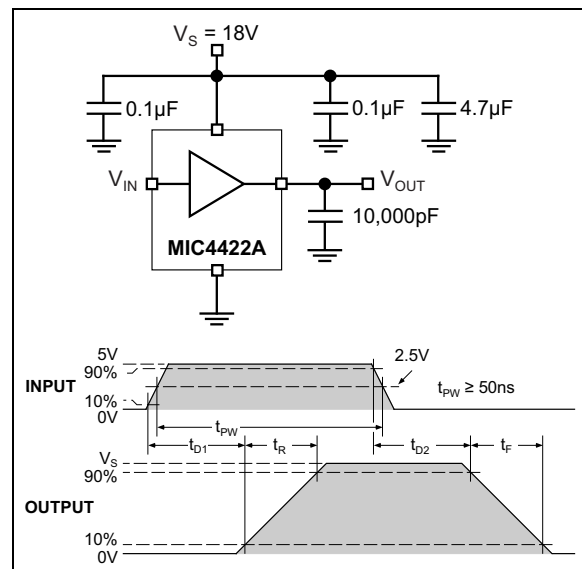 V_S = 18V
0.1µF
0.1µF
4.7µF
V_IN
V_OUT
10,000pF
MIC4422A
5V
90%
2.5V
INPUT
t_PW ≥ 50ns
10%
0V
t_PW
t_D1
t_R
t_D2
t_F
V_S
90%
OUTPUT
10%
0V